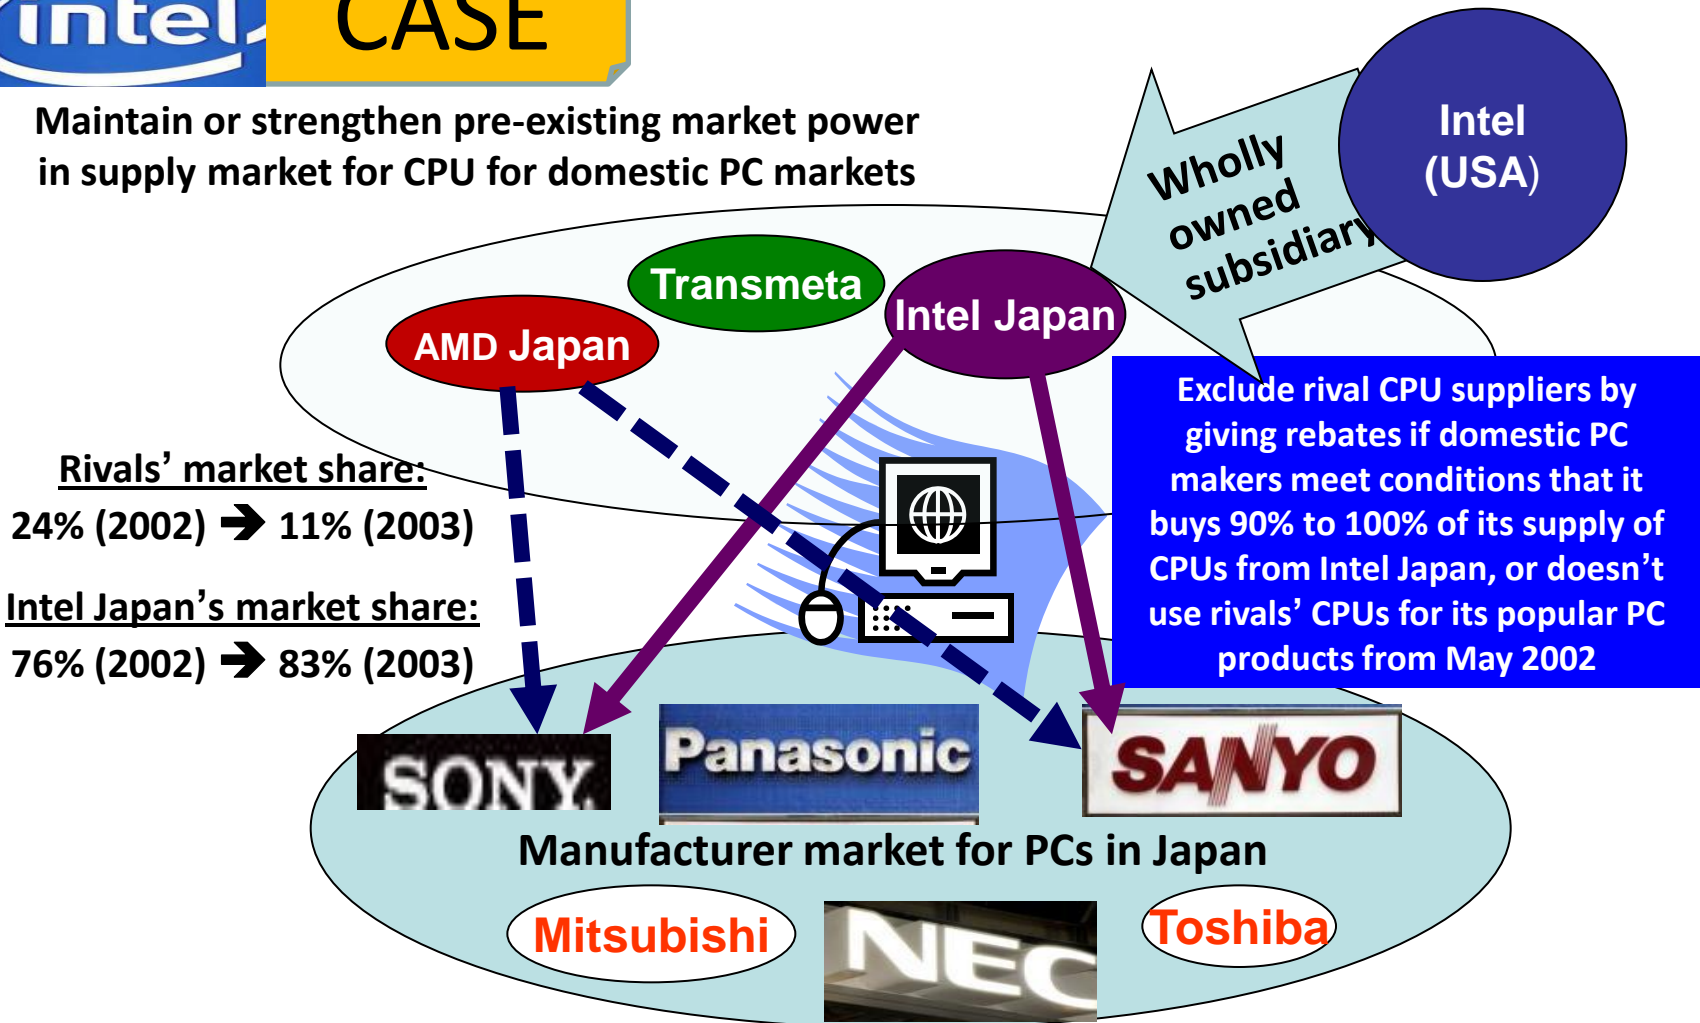 intel
CASE
Maintain or strengthen pre-existing market power
in supply market for CPU for domestic PC markets
Intel
(USA)
Wholly
owned
subsidiary
Transmeta
Intel Japan
AMD Japan
Rivals’ market share:
24% (2002) ➔ 11% (2003)
Intel Japan’s market share:
76% (2002) ➔ 83% (2003)
Exclude rival CPU suppliers by
giving rebates if domestic PC
makers meet conditions that it
buys 90% to 100% of its supply of
CPUs from Intel Japan, or doesn’t
use rivals’ CPUs for its popular PC
products from May 2002
SONY
Panasonic
SANYO
Manufacturer market for PCs in Japan
Mitsubishi
NEC
Toshiba